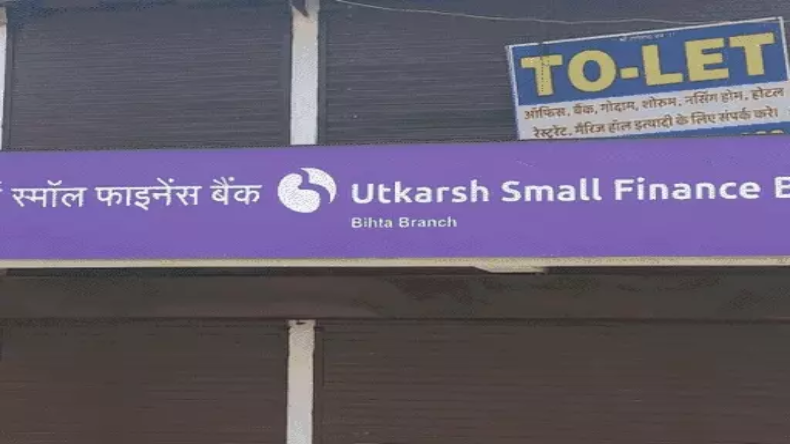 TO-LET
ऑफिस, बैंक, गोदाम, शोरुम, नर्सिंग होम, होटल
रेस्टूरेंट, मैरिज हॉल इत्यादी के लिए संपर्क करें।
स्मॉल फाइनेंस बैंक Utkarsh Small Finance B
Bihta Branch